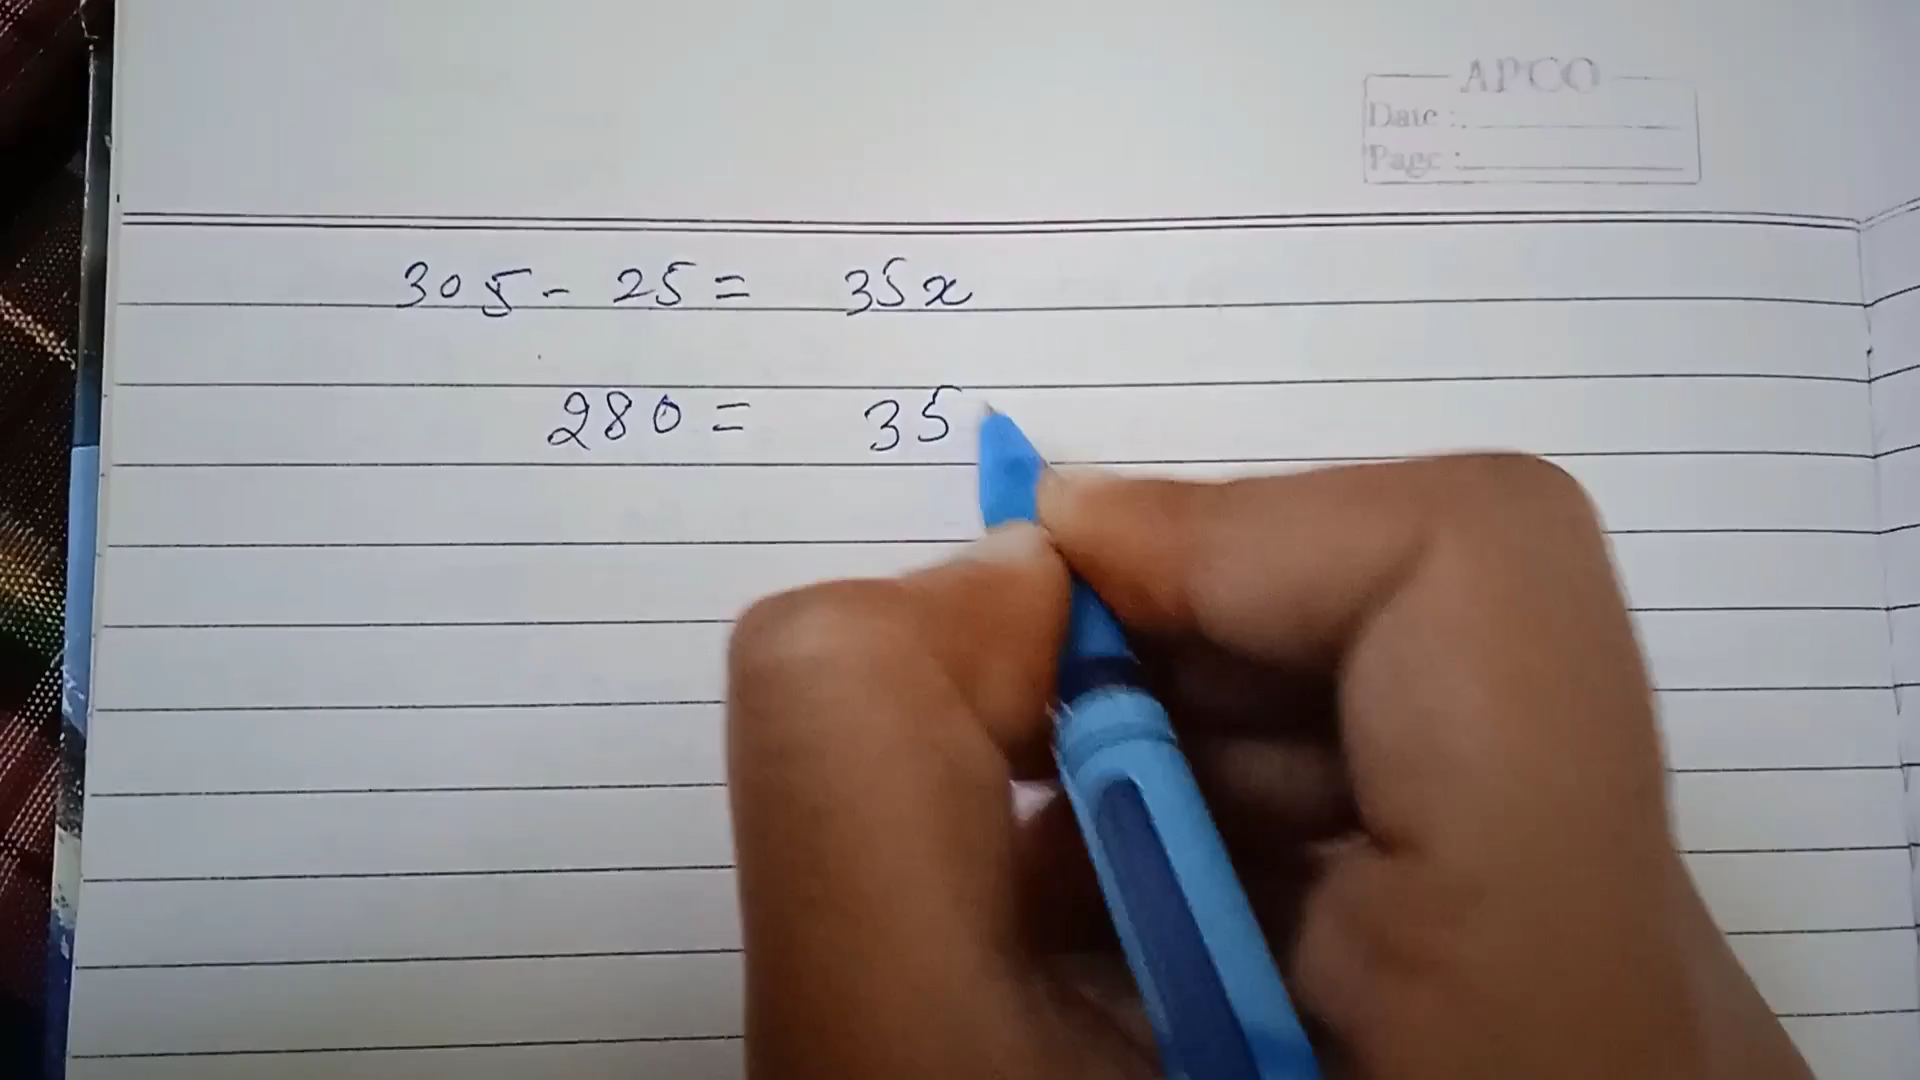 APCO
Date :
Page :
305 - 25 = 35x
280 = 35